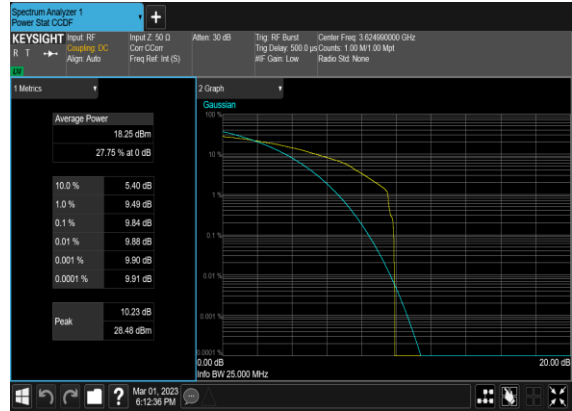 Spectrum Analyzer 1
Power Stat CCDF
KEYSIGHT
R T
LXI
Input: RF
Coupling: DC
Align: Auto
Input Z: 50 Ω
Corr CCorr
Freq Ref: Int (S)
Atten: 30 dB
Trig: RF Burst
Trig Delay: 500.0 µs
#IF Gain: Low
Center Freq: 3.624990000 GHz
Counts: 1.00 M/1.00 Mpt
Radio Std: None
1 Metrics
Average Power
18.25 dBm
27.75 % at 0 dB
10.0 % 5.40 dB
1.0 % 9.49 dB
0.1 % 9.84 dB
0.01 % 9.88 dB
0.001 % 9.90 dB
0.0001 % 9.91 dB
Peak
10.23 dB
28.48 dBm
2 Graph
Gaussian
100 %
10 %
1 %
0.1 %
0.01 %
0.001 %
0.0001 %
0.00 dB
20.00 dB
Info BW 25.000 MHz
Mar 01, 2023
6:12:36 PM